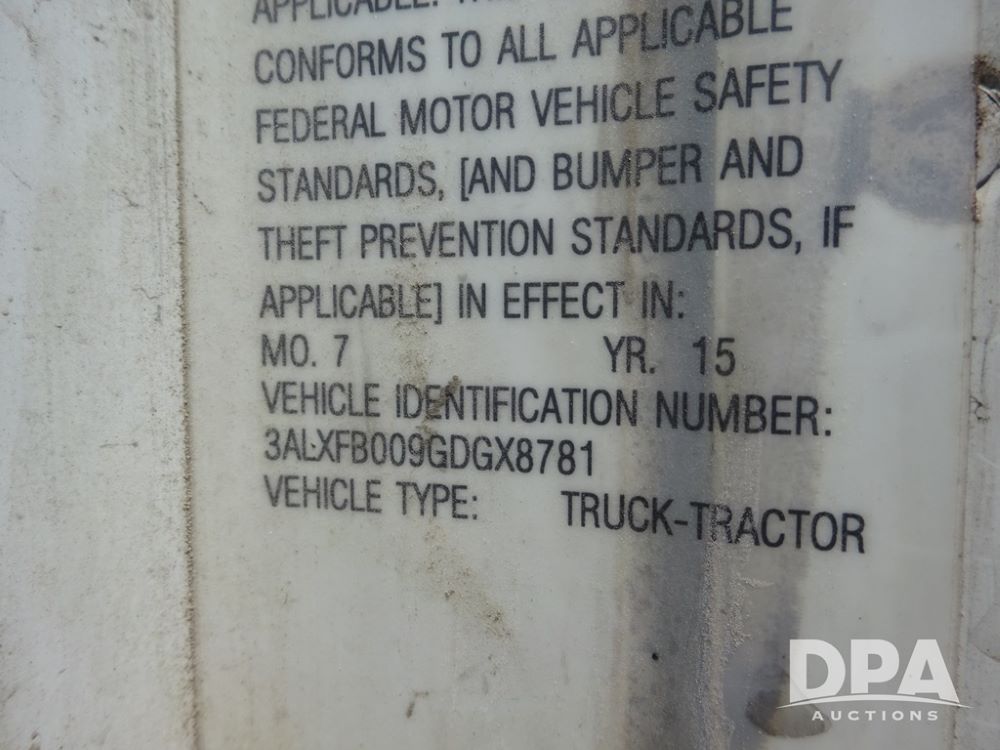 APPLICABLE.
CONFORMS TO ALL APPLICABLE
FEDERAL MOTOR VEHICLE SAFETY
STANDARDS, [AND BUMPER AND
THEFT PREVENTION STANDARDS, IF
APPLICABLE] IN EFFECT IN:
MO. 7 YR. 15
VEHICLE IDENTIFICATION NUMBER:
3ALXFB009GDGX8781
VEHICLE TYPE: TRUCK-TRACTOR
DPA
AUCTIONS